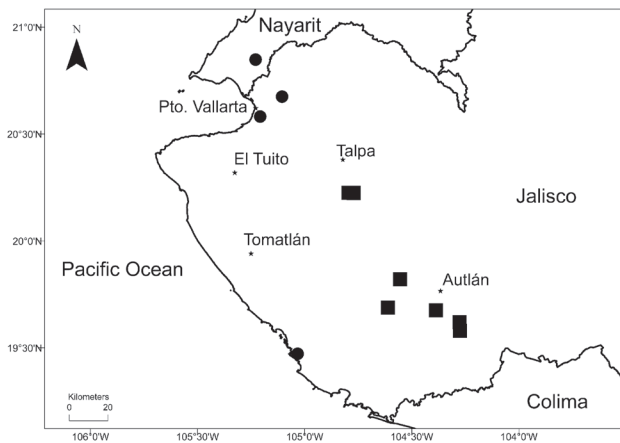 21°0'N
Nayarit
N
Pto. Vallarta
20°30'N
El Tuito
Talpa
Jalisco
20°0'N
Tomatlán
Pacific Ocean
Autlán
19°30'N
Kilometers
0 20
Colima
106°0'W
105°30'W
105°0'W
104°30'W
104°0'W